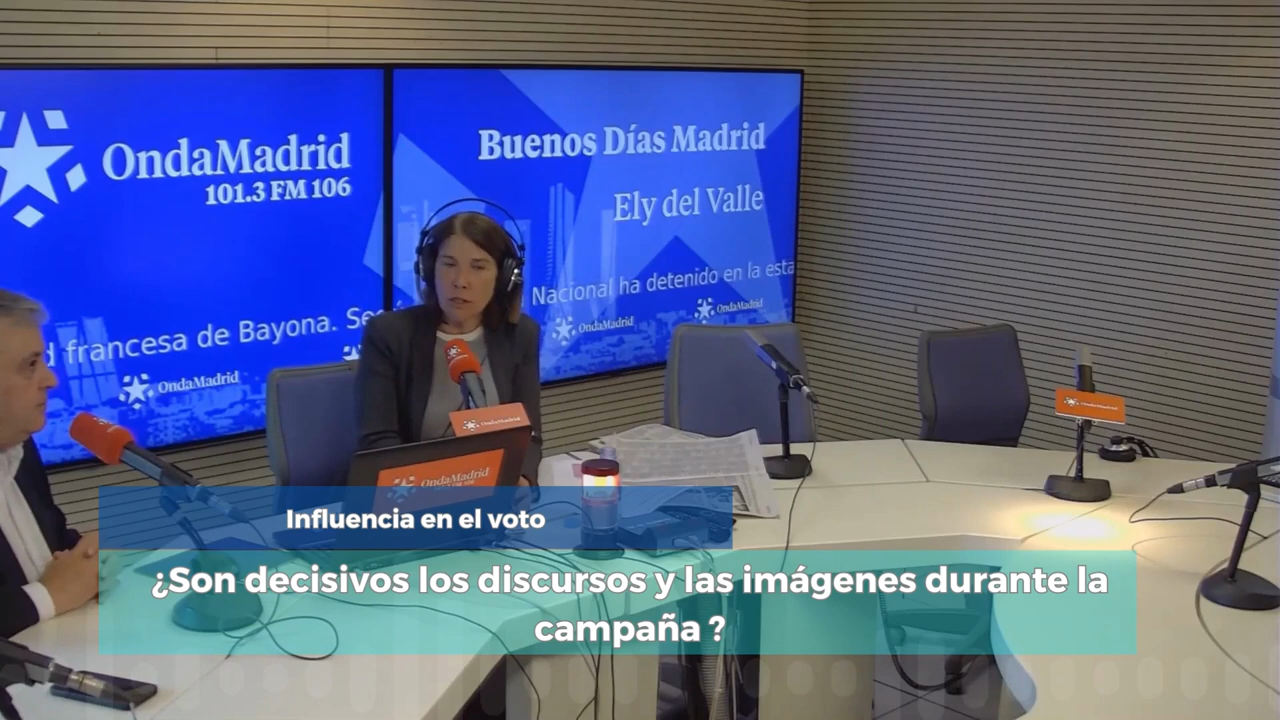 OndaMadrid
101.3 FM 106
Buenos Días Madrid
Ely del Valle
d francesa de Bayona. Se
Nacional ha detenido en la esta
OndaMadrid
OndaMadrid
OndaMadrid
OndaMadrid
OndaMadrid
OndaMadrid
Influencia en el voto
¿Son decisivos los discursos y las imágenes durante la
campaña ?